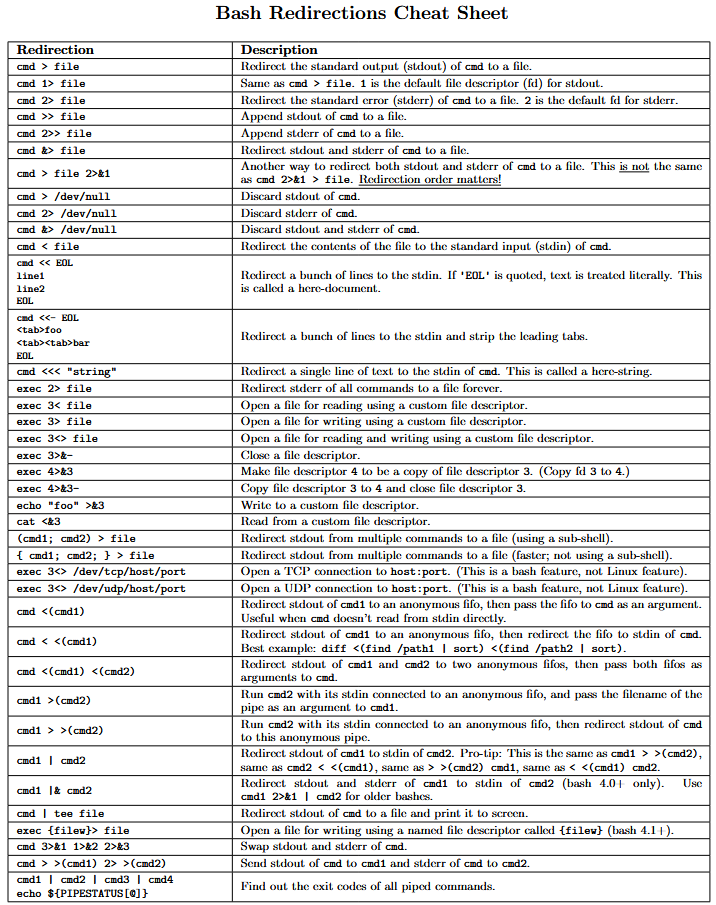 Bash Redirections Cheat Sheet
Redirection Description
cmd > file Redirect the standard output (stdout) of cmd to a file.
cmd 1> file Same as cmd > file. 1 is the default file descriptor (fd) for stdout.
cmd 2> file Redirect the standard error (stderr) of cmd to a file. 2 is the default fd for stderr.
cmd >> file Append stdout of cmd to a file.
cmd 2>> file Append stderr of cmd to a file.
cmd &> file Redirect stdout and stderr of cmd to a file.
cmd > file 2>&1 Another way to redirect both stdout and stderr of cmd to a file. This is not the same
as cmd 2>&1 > file. Redirection order matters!
cmd > /dev/null Discard stdout of cmd.
cmd 2> /dev/null Discard stderr of cmd.
cmd &> /dev/null Discard stdout and stderr of cmd.
cmd < file Redirect the contents of the file to the standard input (stdin) of cmd.
cmd << EOL
line1
line2
EOL
Redirect a bunch of lines to the stdin. If 'EOL' is quoted, text is treated literally. This
is called a here-document.
cmd <<- EOL
<tab>foo
<tab><tab>bar
EOL
Redirect a bunch of lines to the stdin and strip the leading tabs.
cmd <<< "string" Redirect a single line of text to the stdin of cmd. This is called a here-string.
exec 2> file Redirect stderr of all commands to a file forever.
exec 3< file Open a file for reading using a custom file descriptor.
exec 3> file Open a file for writing using a custom file descriptor.
exec 3<> file Open a file for reading and writing using a custom file descriptor.
exec 3>&- Close a file descriptor.
exec 4>&3 Make file descriptor 4 to be a copy of file descriptor 3. (Copy fd 3 to 4.)
exec 4>&3- Copy file descriptor 3 to 4 and close file descriptor 3.
echo "foo" >&3 Write to a custom file descriptor.
cat <&3 Read from a custom file descriptor.
(cmd1; cmd2) > file Redirect stdout from multiple commands to a file (using a sub-shell).
{ cmd1; cmd2; } > file Redirect stdout from multiple commands to a file (faster; not using a sub-shell).
exec 3<> /dev/tcp/host/port Open a TCP connection to host:port. (This is a bash feature, not Linux feature).
exec 3<> /dev/udp/host/port Open a UDP connection to host:port. (This is a bash feature, not Linux feature).
cmd <(cmd1) Redirect stdout of cmd1 to an anonymous fifo, then pass the fifo to cmd as an argument.
Useful when cmd doesn't read from stdin directly.
cmd < <(cmd1) Redirect stdout of cmd1 to an anonymous fifo, then redirect the fifo to stdin of cmd.
Best example: diff <(find /path1 | sort) <(find /path2 | sort).
cmd <(cmd1) <(cmd2) Redirect stdout of cmd1 and cmd2 to two anonymous fifos, then pass both fifos as
arguments to cmd.
cmd1 >(cmd2) Run cmd2 with its stdin connected to an anonymous fifo, and pass the filename of the
pipe as an argument to cmd1.
cmd1 > >(cmd2) Run cmd2 with its stdin connected to an anonymous fifo, then redirect stdout of cmd
to this anonymous pipe.
cmd1 | cmd2 Redirect stdout of cmd1 to stdin of cmd2. Pro-tip: This is the same as cmd1 > >(cmd2),
same as cmd2 < <(cmd1), same as > >(cmd2) cmd1, same as < <(cmd1) cmd2.
cmd1 |& cmd2 Redirect stdout and stderr of cmd1 to stdin of cmd2 (bash 4.0+ only). Use
cmd1 2>&1 | cmd2 for older bashes.
cmd | tee file Redirect stdout of cmd to a file and print it to screen.
exec {filew}> file Open a file for writing using a named file descriptor called {filew} (bash 4.1+).
cmd 3>&1 1>&2 2>&3 Swap stdout and stderr of cmd.
cmd > >(cmd1) 2> >(cmd2) Send stdout of cmd to cmd1 and stderr of cmd to cmd2.
cmd1 | cmd2 | cmd3 | cmd4
echo ${PIPESTATUS[@]}
Find out the exit codes of all piped commands.